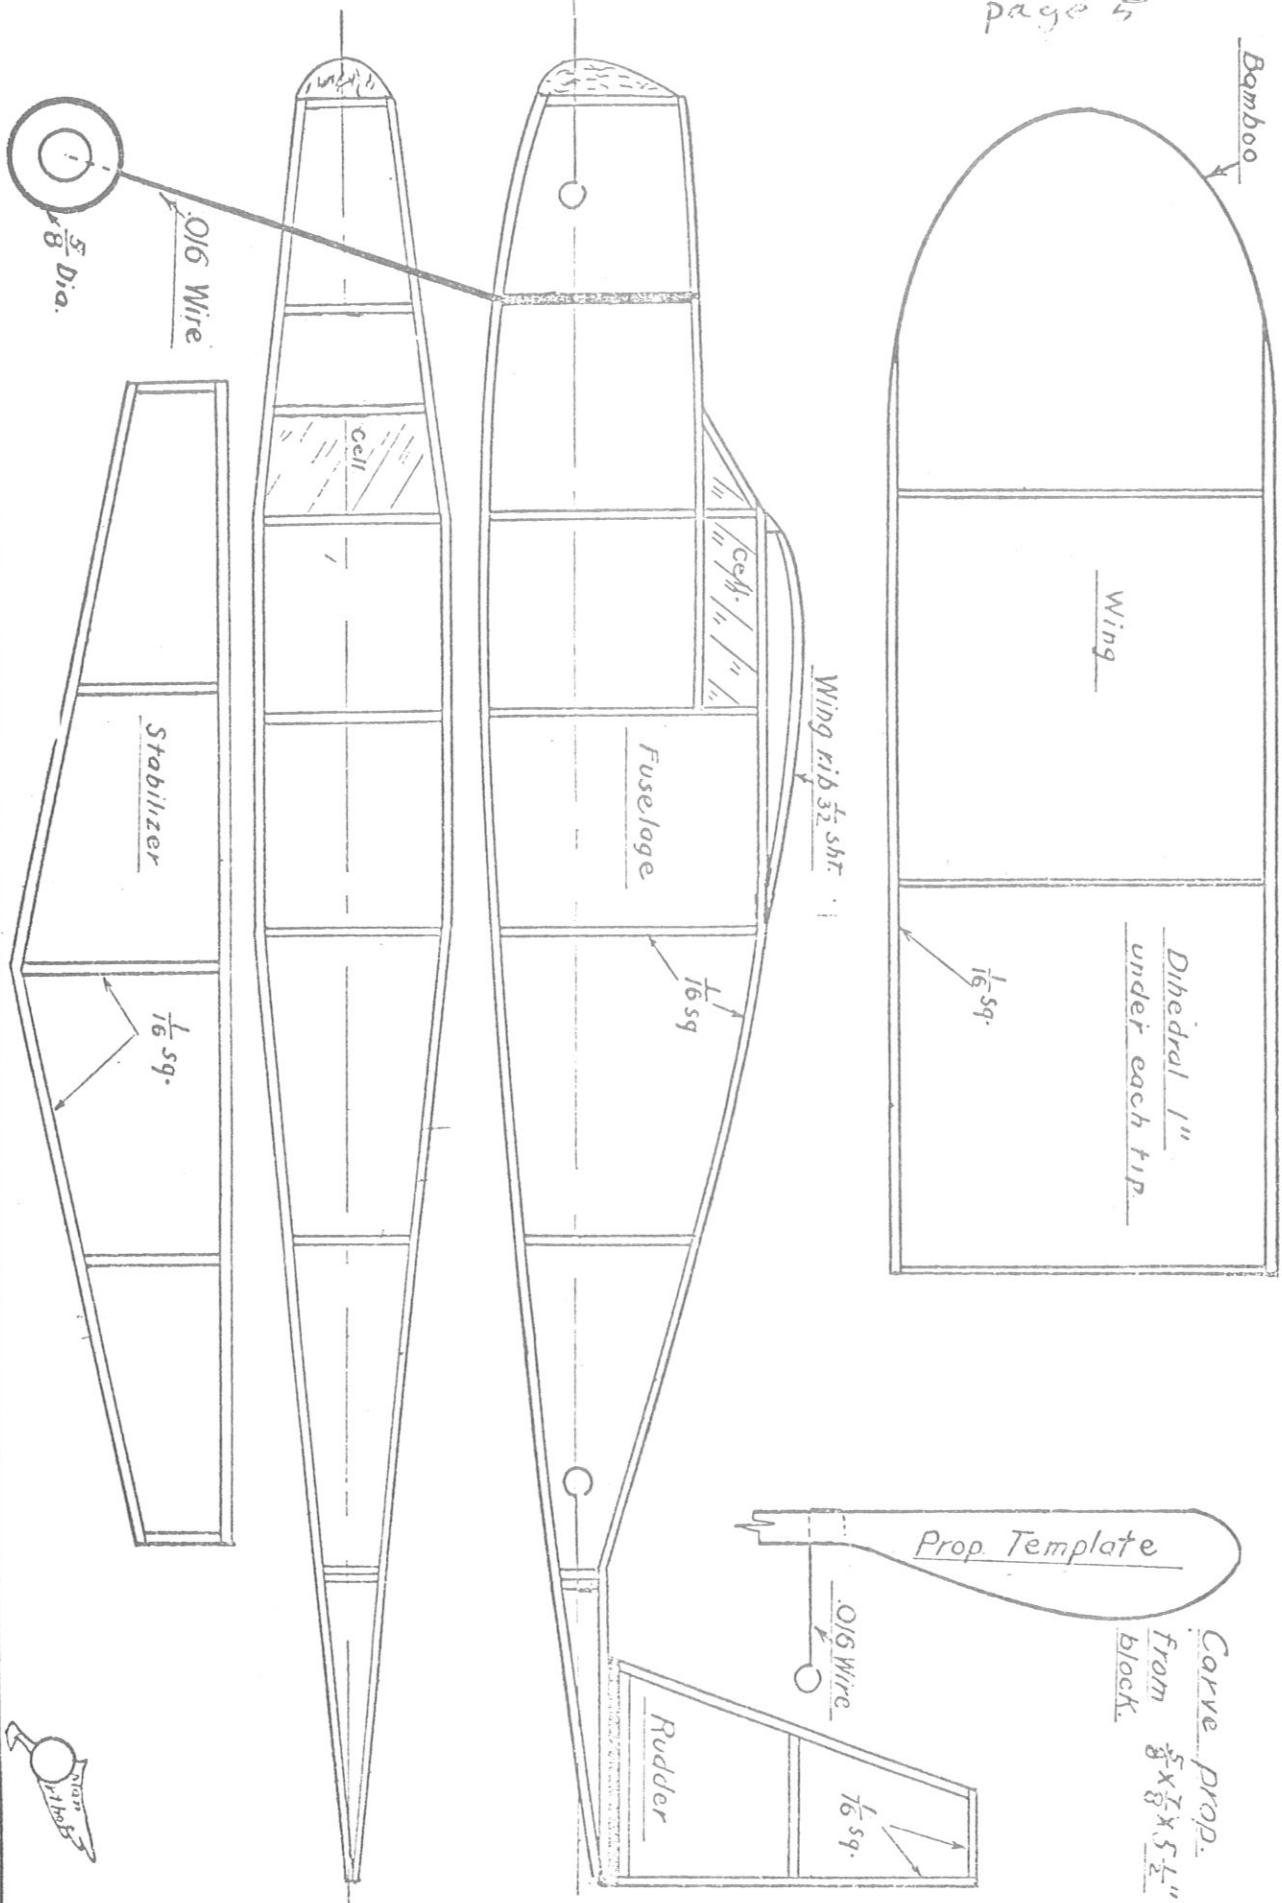 page 5
Bamboo
Wing
Dihedral 1"
under each tip.
1/16 sq.
Wing rib 1/32 sht.
cell.
Fuselage
1/16 sq
cell
.016 Wire
5/8 Dia.
Stabilizer
1/16 sq.
Prop. Template
.016 Wire
Carve prop.
from 5/8 x 7/8 x 5 1/2"
block.
Rudder
1/16 sq.